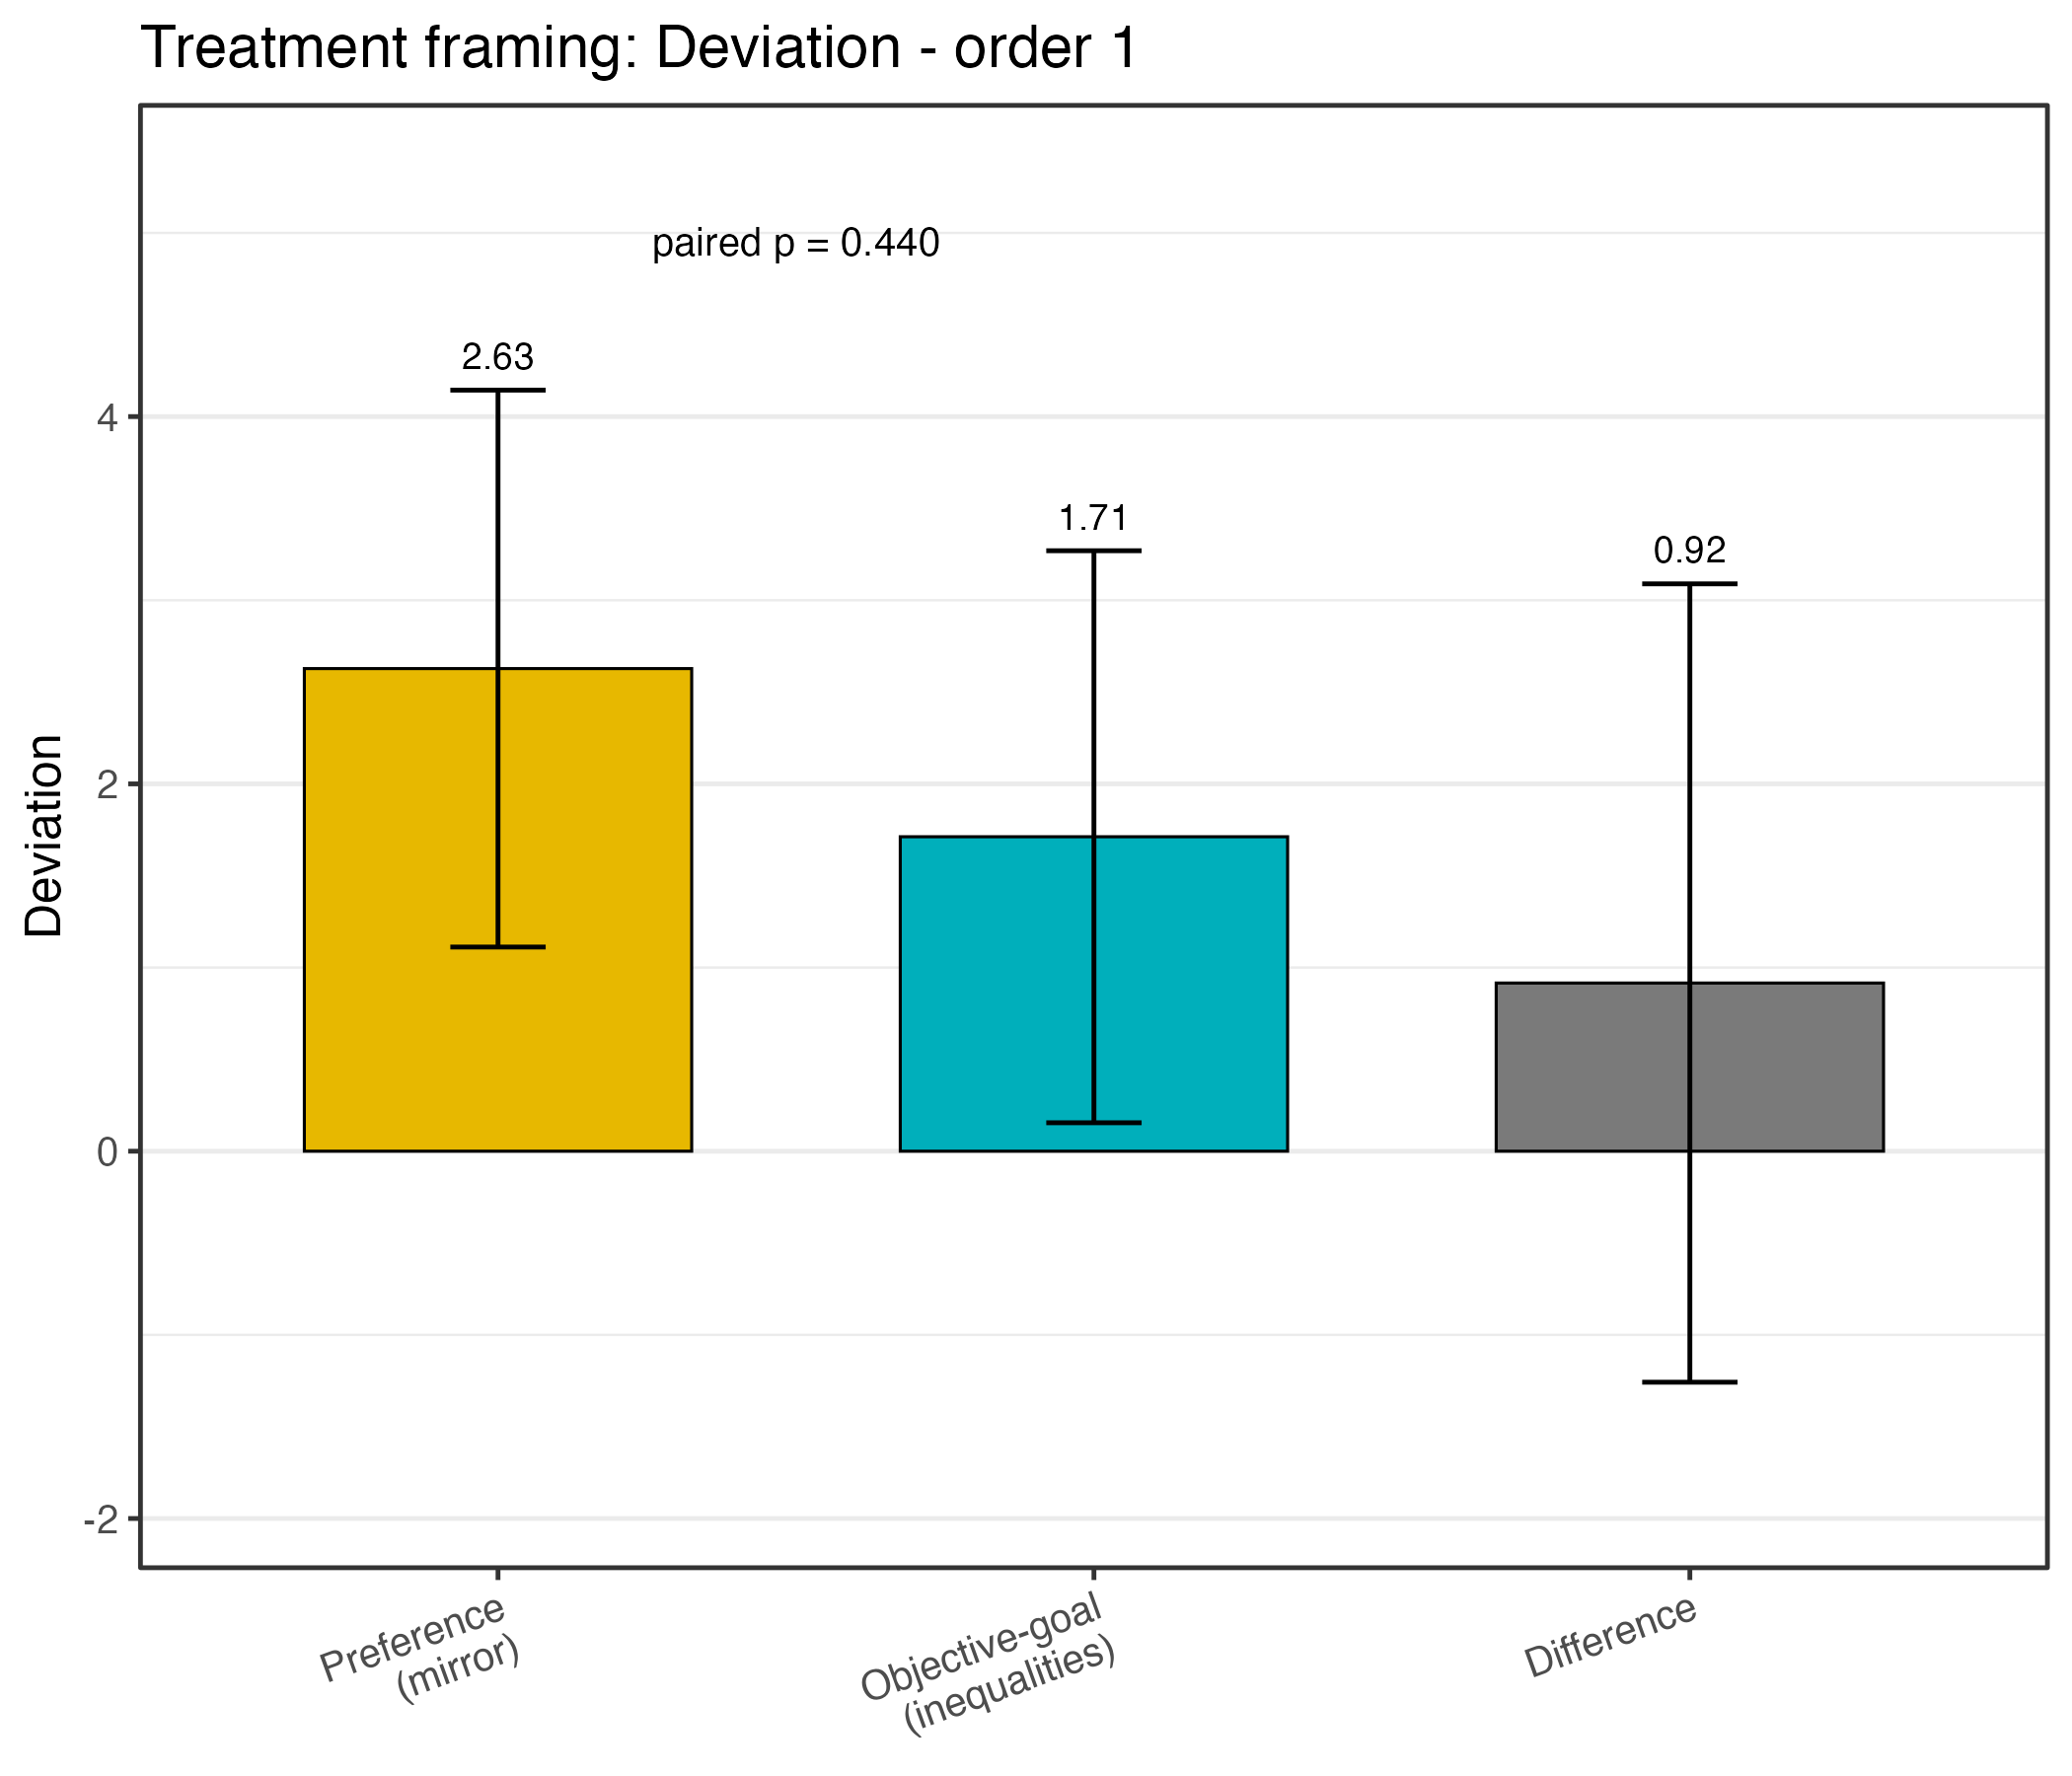 Treatment framing: Deviation - order 1
paired p = 0.440
2.63
1.71
0.92
Deviation
4
2
0
-2
Preference
(mirror)
Objective-goal
(inequalities)
Difference